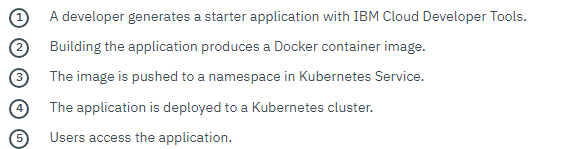 1 A developer generates a starter application with IBM Cloud Developer Tools.
2 Building the application produces a Docker container image.
3 The image is pushed to a namespace in Kubernetes Service.
4 The application is deployed to a Kubernetes cluster.
5 Users access the application.